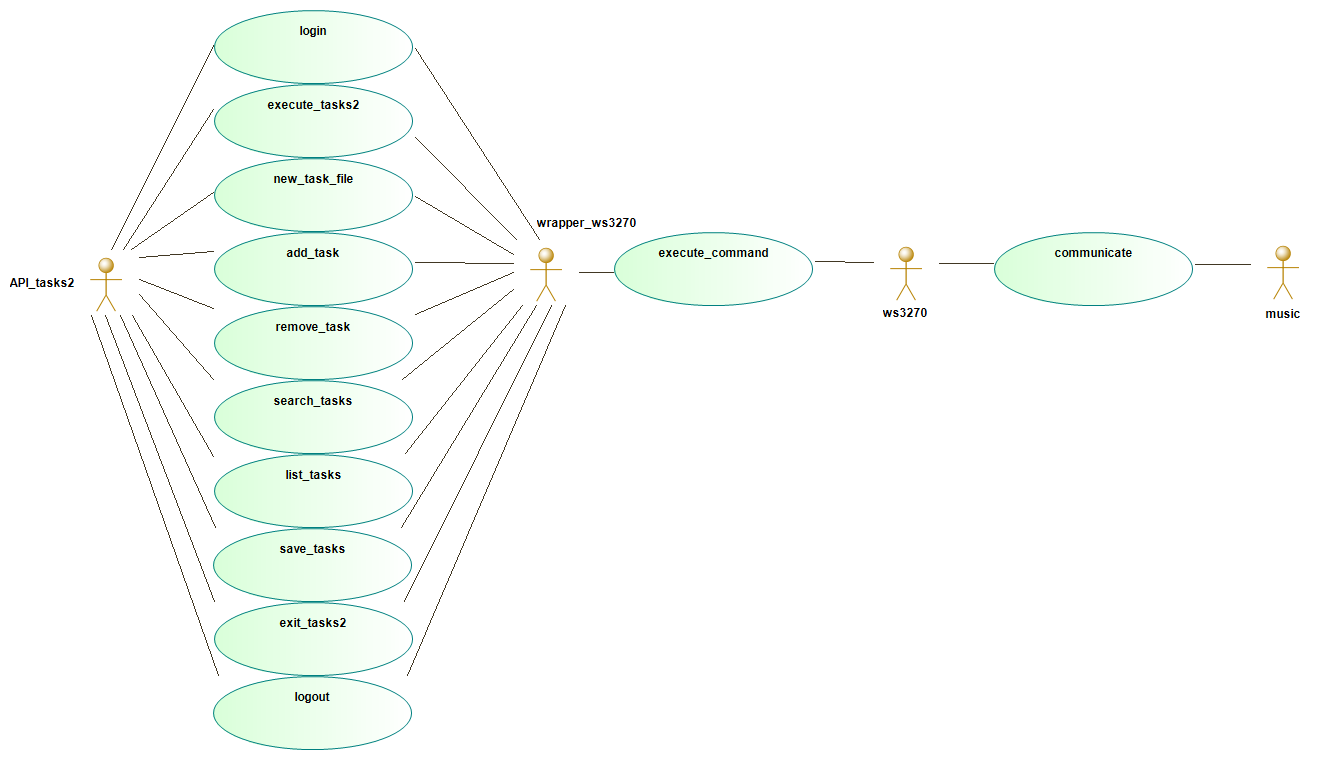 login
execute_tasks2
new_task_file
add_task
remove_task
search_tasks
list_tasks
save_tasks
exit_tasks2
logout
API_tasks2
wrapper_ws3270
execute_command
ws3270
communicate
music